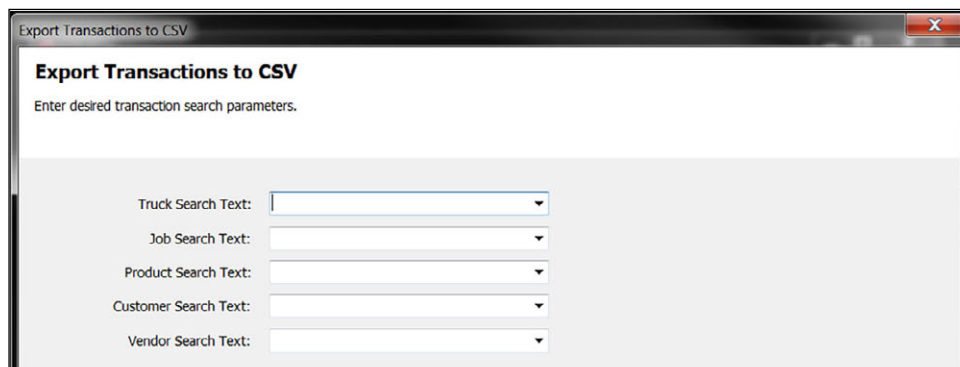 Export Transactions to CSV
Export Transactions to CSV
Enter desired transaction search parameters.
Truck Search Text:
Job Search Text:
Product Search Text:
Customer Search Text:
Vendor Search Text: